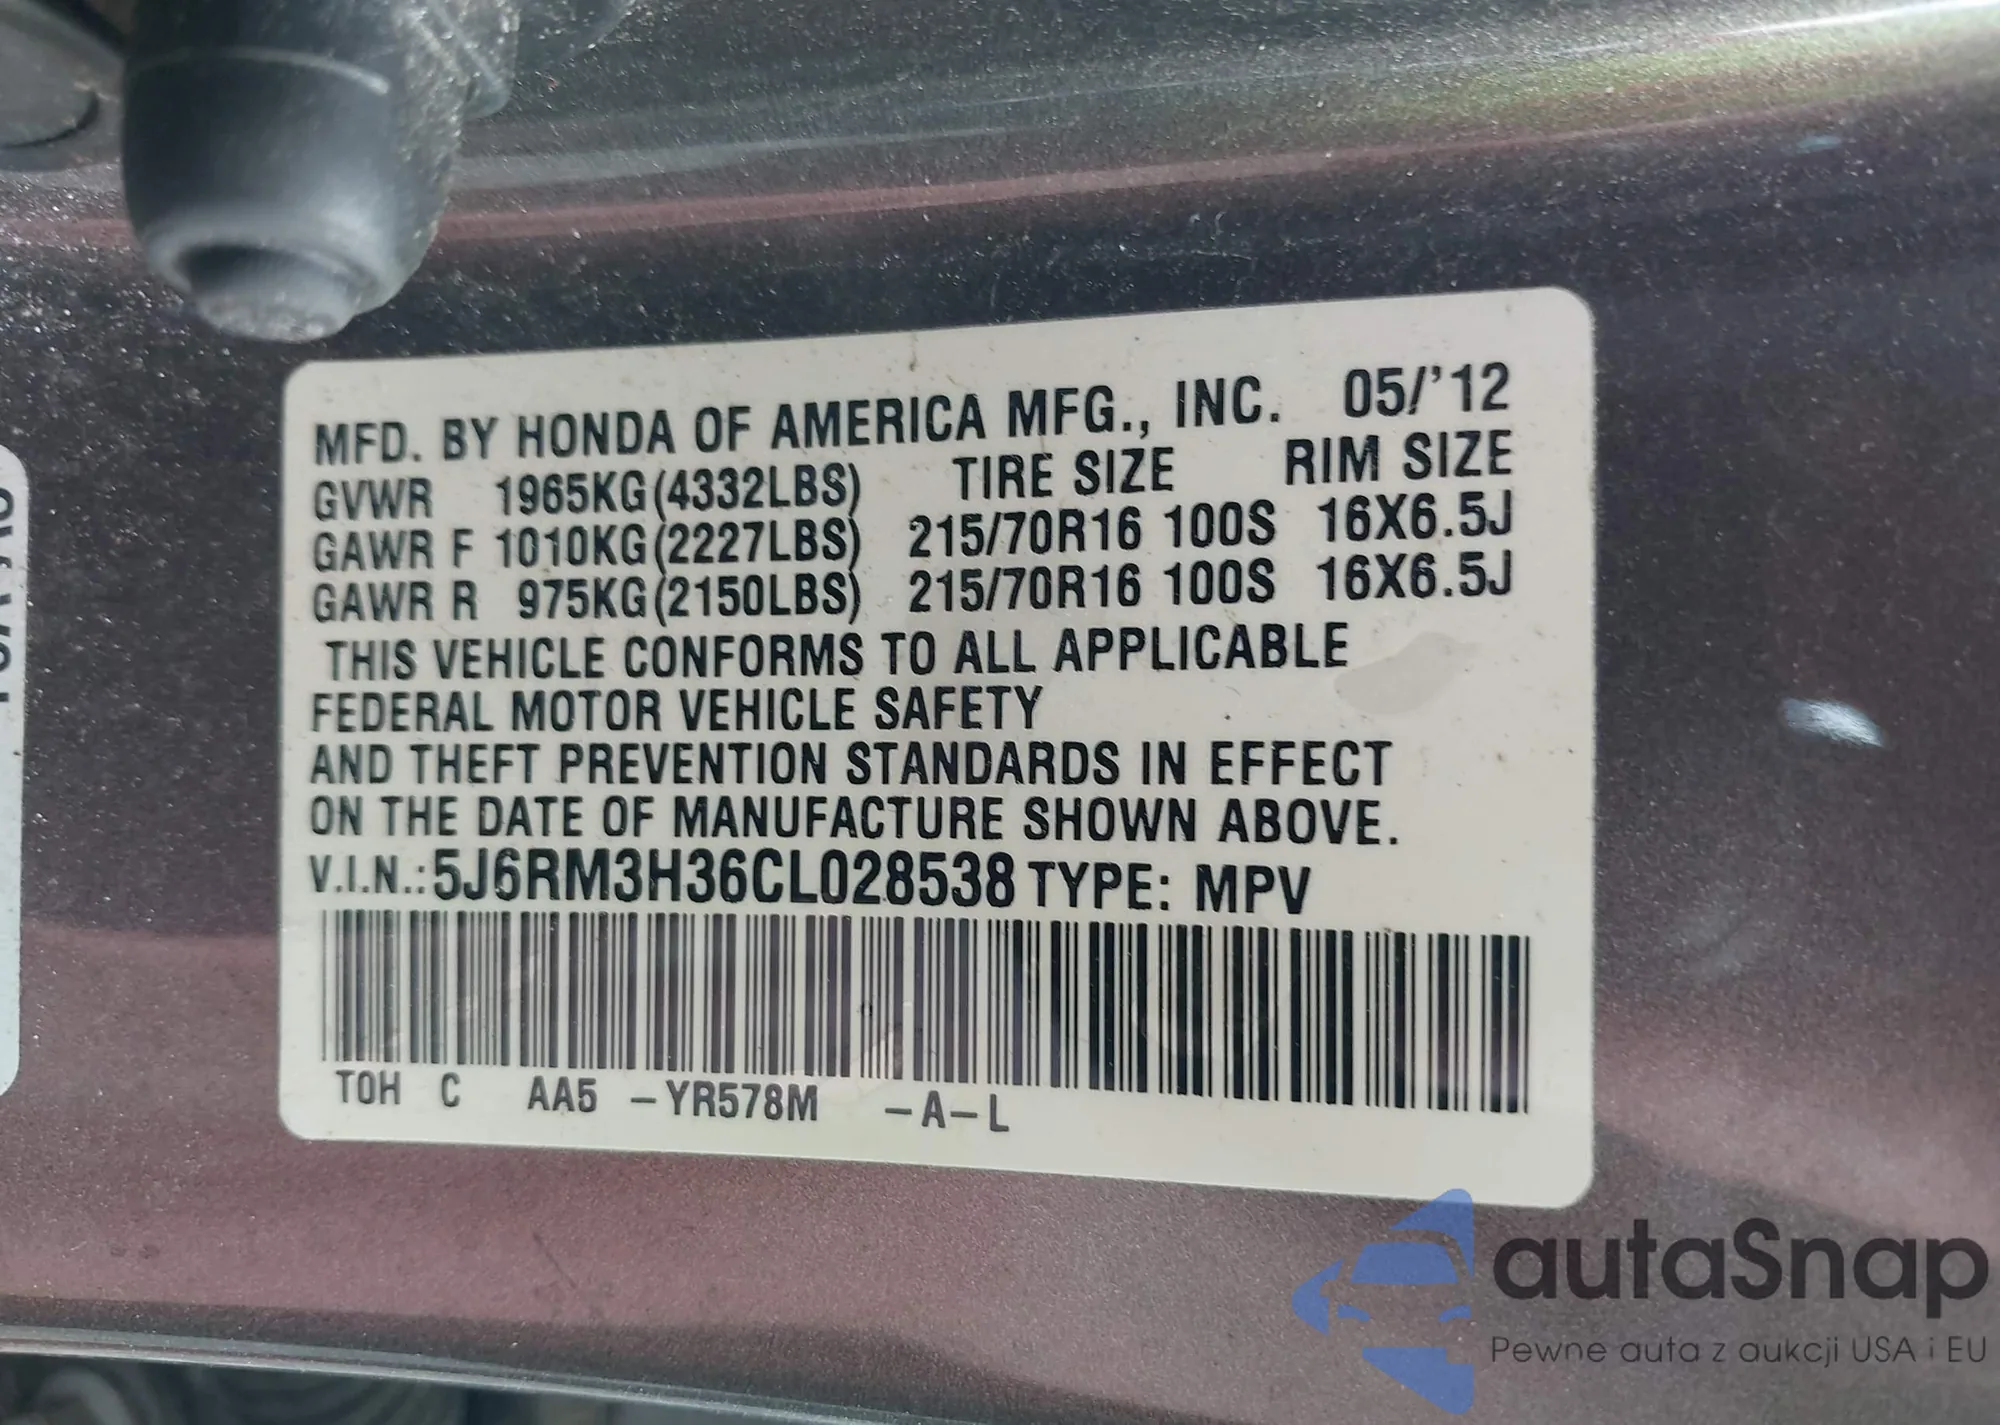 MFD. BY HONDA OF AMERICA MFG., INC. 05/'12
GVWR 1965KG(4332LBS) TIRE SIZE RIM SIZE
GAWR F 1010KG(2227LBS) 215/70R16 100S 16X6.5J
GAWR R 975KG(2150LBS) 215/70R16 100S 16X6.5J
THIS VEHICLE CONFORMS TO ALL APPLICABLE
FEDERAL MOTOR VEHICLE SAFETY
AND THEFT PREVENTION STANDARDS IN EFFECT
ON THE DATE OF MANUFACTURE SHOWN ABOVE.
V.I.N.:5J6RM3H36CL028538 TYPE: MPV
TOH C AA5 -YR578M -A-L
autaSnap
Pewne auta z aukcji USA i EU